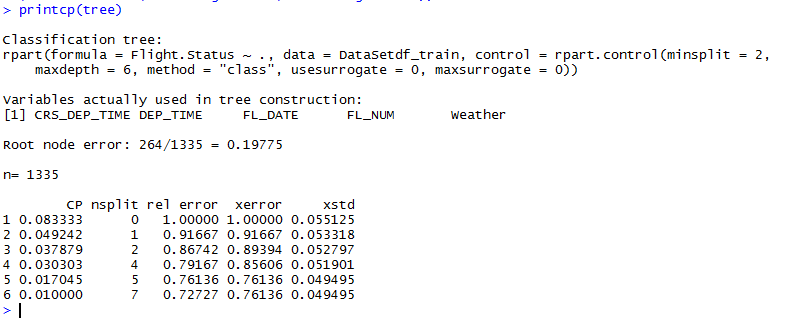 > printcp(tree)
Classification tree:
rpart(formula = Flight.Status ~ ., data = DataSetdf_train, control = rpart.control(minsplit = 2,
    maxdepth = 6, method = "class", usesurrogate = 0, maxsurrogate = 0))
Variables actually used in tree construction:
[1] CRS_DEP_TIME DEP_TIME     FL_DATE      FL_NUM       Weather
Root node error: 264/1335 = 0.19775
n= 1335
        CP nsplit rel error  xerror     xstd
1 0.083333      0   1.00000 1.00000 0.055125
2 0.049242      1   0.91667 0.91667 0.053318
3 0.037879      2   0.86742 0.89394 0.052797
4 0.030303      4   0.79167 0.85606 0.051901
5 0.017045      5   0.76136 0.76136 0.049495
6 0.010000      7   0.72727 0.76136 0.049495
>